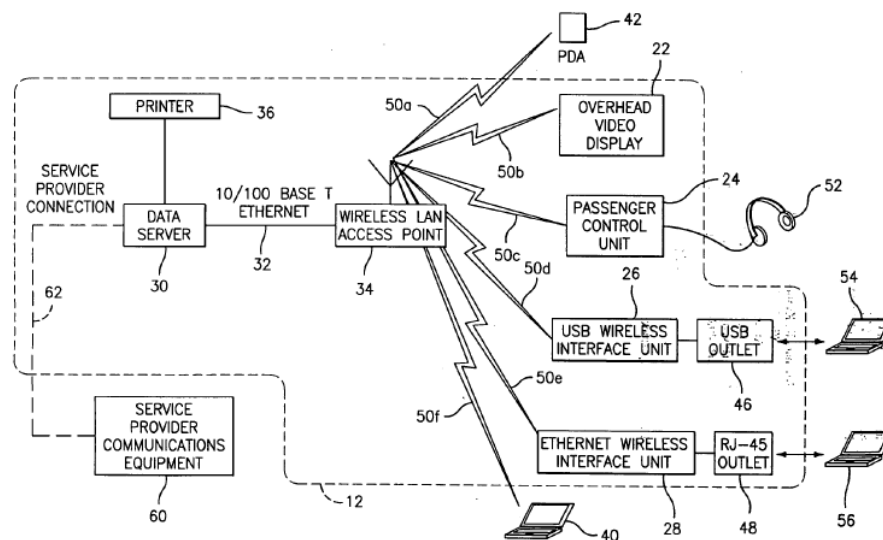 42
PDA
22
50a
PRINTER
36
OVERHEAD
VIDEO
DISPLAY
50b
SERVICE
PROVIDER
CONNECTION
10/100 BASE T
ETHERNET
24
52
DATA
SERVER
WIRELESS LAN
ACCESS POINT
PASSENGER
CONTROL
UNIT
30
32
34
50c
50d
26
54
62
USB WIRELESS
INTERFACE UNIT
USB
OUTLET
46
50e
50f
SERVICE
PROVIDER
COMMUNICATIONS
EQUIPMENT
ETHERNET WIRELESS
INTERFACE UNIT
RJ-45
OUTLET
60
12
40
28
48
56